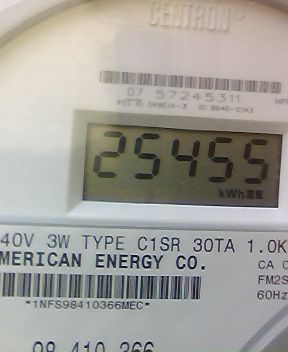 CENTRON®
07 57245311
25455
kWh
40V 3W TYPE C1SR 30TA 1.0K
MERICAN ENERGY CO.
CA 0
FM2S
60Hz
*1NFS98410366MEC*
98 410 366